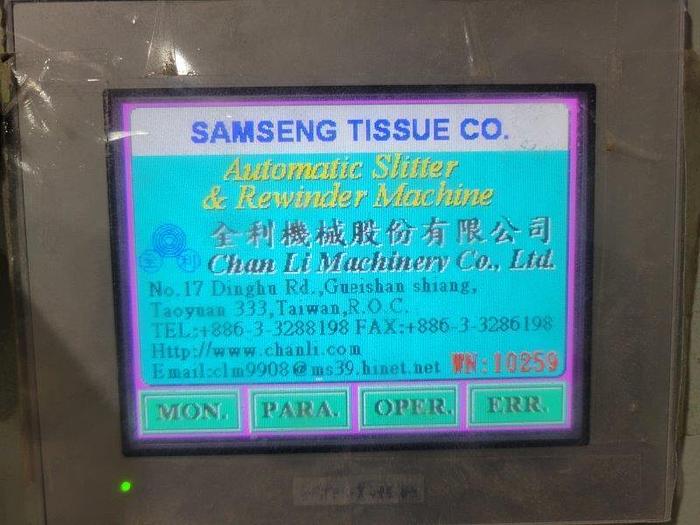 SAMSENG TISSUE CO.
Automatic Slitter
& Rewinder Machine
全利機械股份有限公司
全利
Chan Li Machinery Co., Ltd.
No.17 Dinghu Rd.,Gueishan shiang,
Taoyuan 333,Taiwan,R.O.C.
TEL:+886-3-3288198 FAX:+886-3-3286198
Http://www.chanli.com
Email:clm9908@ms39.hinet.net WN:10259
MON. PARA. OPER. ERR.